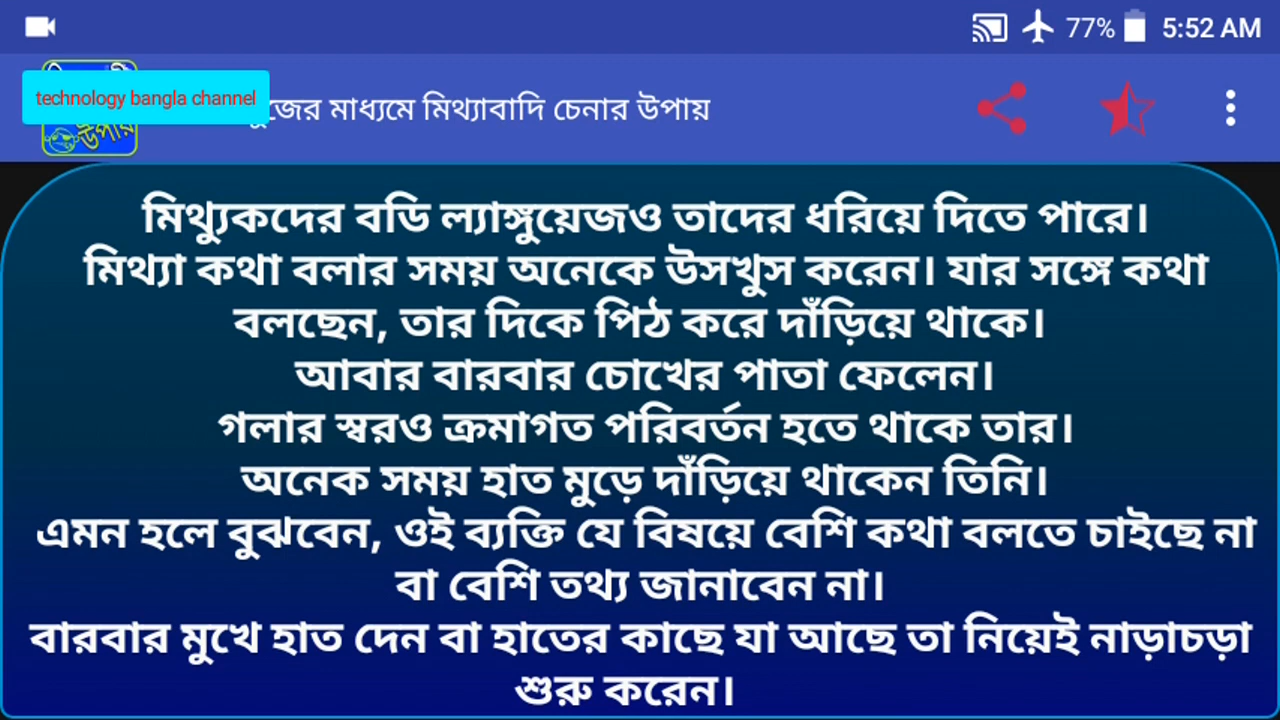 77% 5:52 AM
technology bangla channel
মাধ্যমে মিথ্যাবাদি চেনার উপায়
উপায়
মিথ্যুকদের বডি ল্যাঙ্গুয়েজও তাদের ধরিয়ে দিতে পারে।
মিথ্যা কথা বলার সময় অনেকে উসখুস করেন। যার সঙ্গে কথা
বলছেন, তার দিকে পিঠ করে দাঁড়িয়ে থাকে।
আবার বারবার চোখের পাতা ফেলেন।
গলার স্বরও ক্রমাগত পরিবর্তন হতে থাকে তার।
অনেক সময় হাত মুড়ে দাঁড়িয়ে থাকেন তিনি।
এমন হলে বুঝবেন, ওই ব্যক্তি যে বিষয়ে বেশি কথা বলতে চাইছে না
বা বেশি তথ্য জানাবেন না।
বারবার মুখে হাত দেন বা হাতের কাছে যা আছে তা নিয়েই নাড়াচড়া
শুরু করেন।